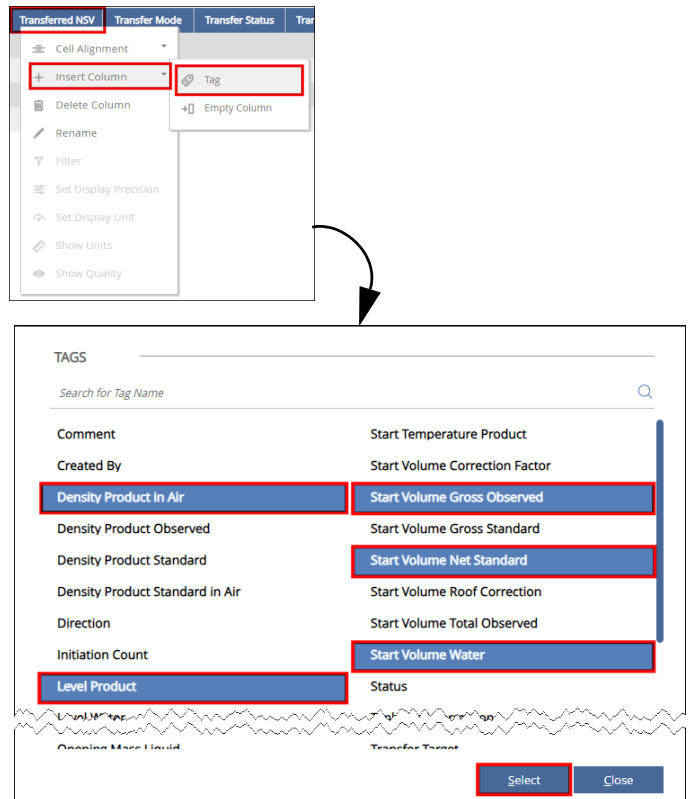 Transferred NSV Transfer Mode Transfer Status Tra
Cell Alignment
Insert Column
Tag
Delete Column
Empty Column
Rename
Filter
Set Display Precision
Set Display Unit
Show Units
Show Quality
TAGS
Search for Tag Name
Comment Start Temperature Product
Created By Start Volume Correction Factor
Density Product in Air Start Volume Gross Observed
Density Product Observed Start Volume Gross Standard
Density Product Standard Start Volume Net Standard
Density Product Standard in Air Start Volume Roof Correction
Direction Start Volume Total Observed
Initiation Count Start Volume Water
Level Product Status
Level Water
Opening Mass Liquid Transfer Target
Select Close